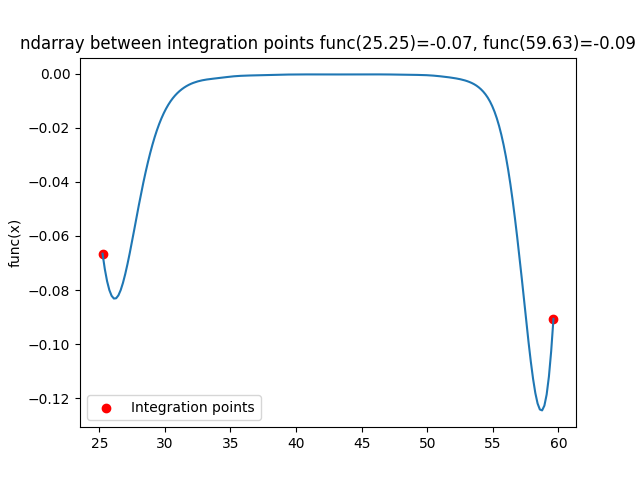 ndarray between integration points func(25.25)=-0.07, func(59.63)=-0.09
0.00
−0.02
−0.04
−0.06
−0.08
−0.10
−0.12
func(x)
Integration points
25 30 35 40 45 50 55 60